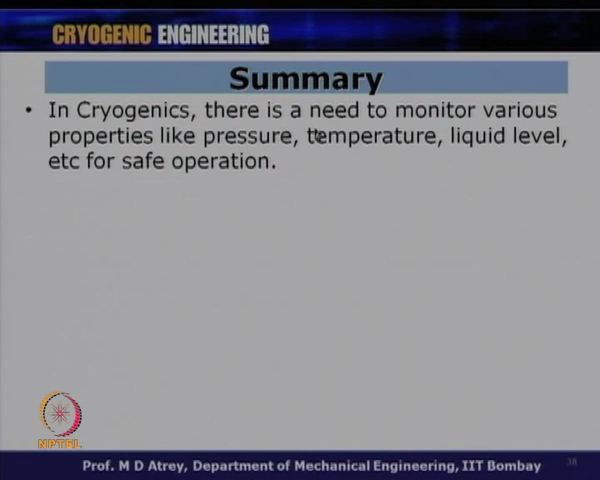 CRYOGENIC ENGINEERING
Summary
• In Cryogenics, there is a need to monitor various
properties like pressure, temperature, liquid level,
etc for safe operation.
NPTEL
Prof. M D Atrey, Department of Mechanical Engineering, IIT Bombay
38